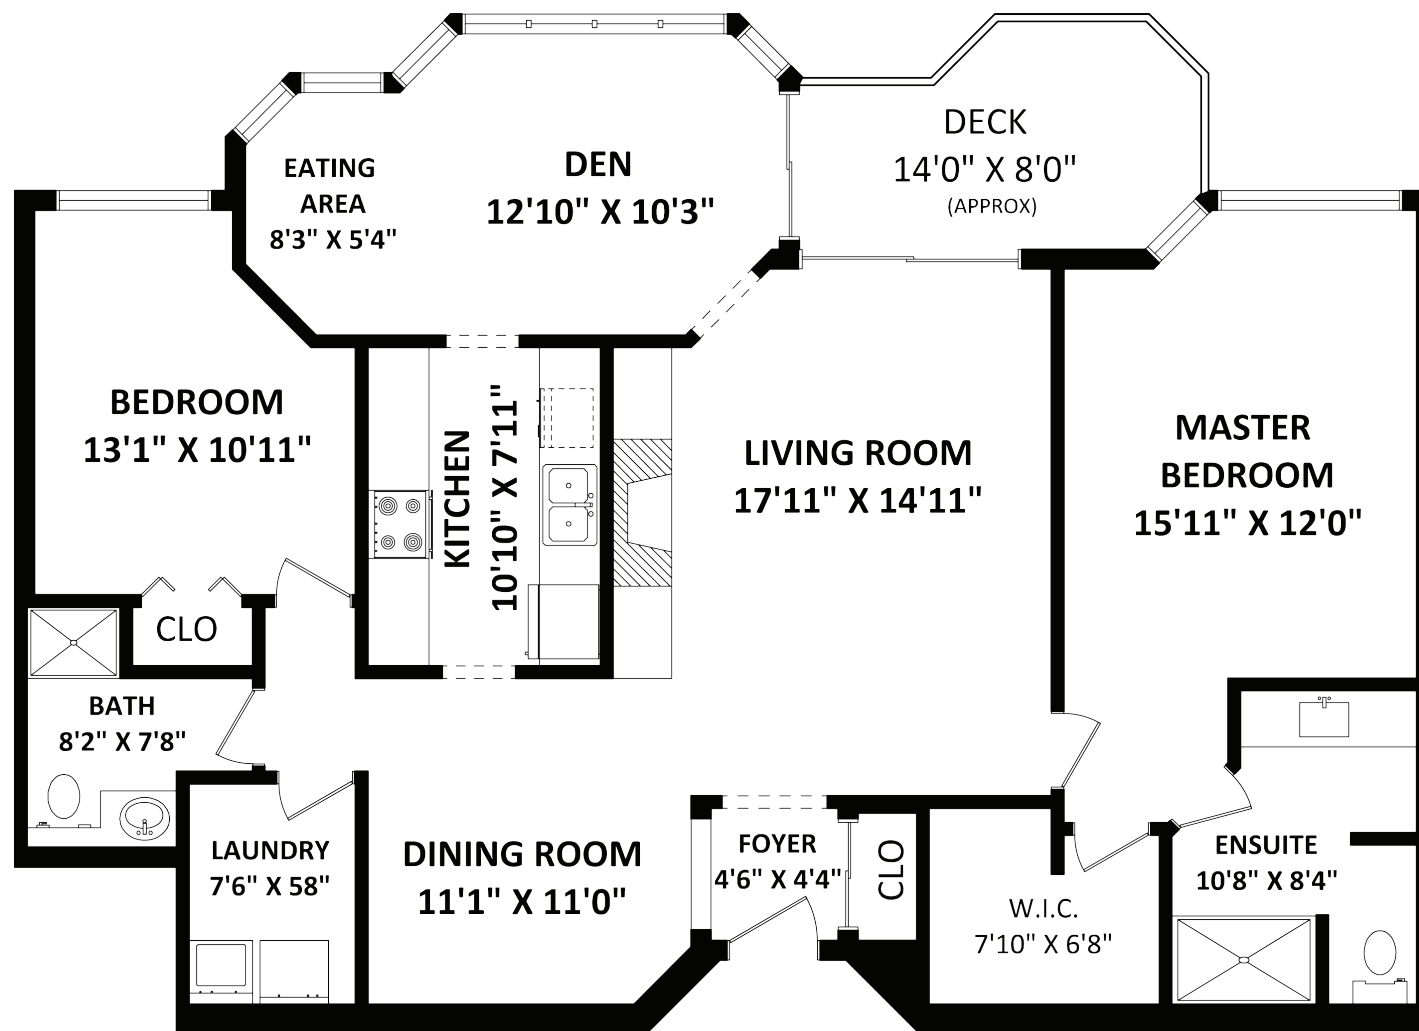 DECK
14'0" X 8'0"
(APPROX)
EATING
AREA
8'3" X 5'4"
DEN
12'10" X 10'3"
BEDROOM
13'1" X 10'11"
KITCHEN
10'10" X 7'11"
LIVING ROOM
17'11" X 14'11"
MASTER
BEDROOM
15'11" X 12'0"
CLO
BATH
8'2" X 7'8"
LAUNDRY
7'6" X 58"
DINING ROOM
11'1" X 11'0"
FOYER
4'6" X 4'4"
CLO
W.I.C.
7'10" X 6'8"
ENSUITE
10'8" X 8'4"